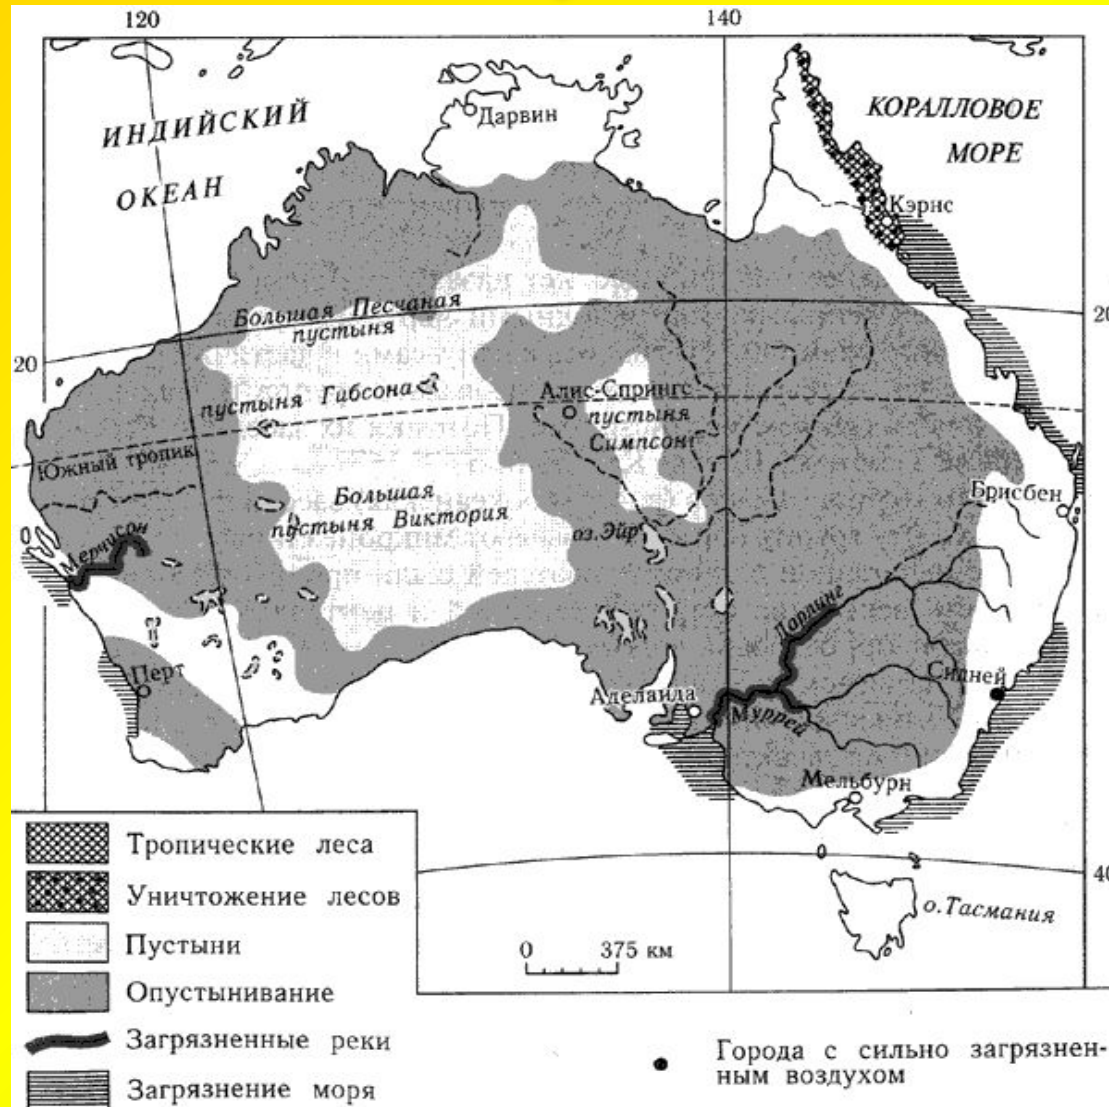 120
140
ИНДИЙСКИЙ
ОКЕАН
Дарвин
КОРАЛЛОВОЕ
МОРЕ
Кэрнс
Большая Песчаная
пустыня
20
20
пустыня Гибсона
Алис-Спрингс
пустыня
Симпсон
Южный тропик
Большая
пустыня Виктория
Брисбен
оз.Эйр
Мерчисон
Дарлинг
Перт
Сидней
Аделаида
Муррей
Мельбурн
Тропические леса
Уничтожение лесов
Пустыни
Опустынивание
Загрязненные реки
Загрязнение моря
40
о.Тасмания
0 375 км
Города с сильно загрязнен-
ным воздухом